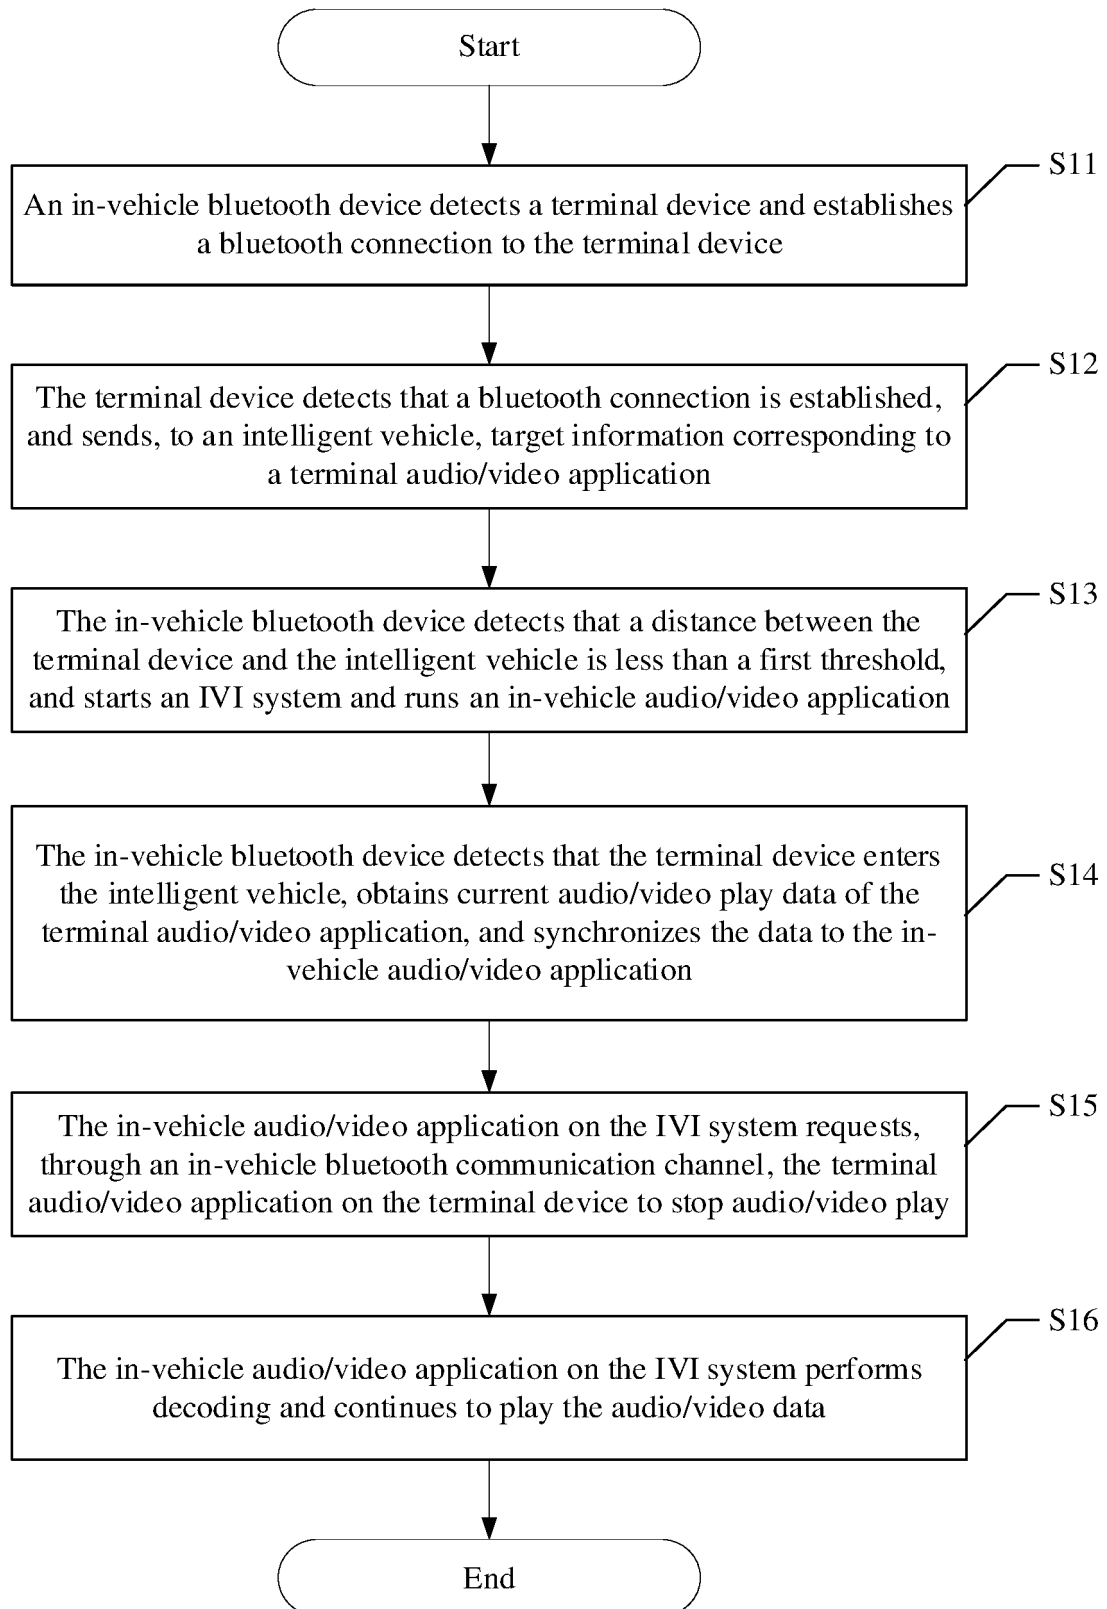 Start
S11
An in-vehicle bluetooth device detects a terminal device and establishes
a bluetooth connection to the terminal device
S12
The terminal device detects that a bluetooth connection is established,
and sends, to an intelligent vehicle, target information corresponding to
a terminal audio/video application
S13
The in-vehicle bluetooth device detects that a distance between the
terminal device and the intelligent vehicle is less than a first threshold,
and starts an IVI system and runs an in-vehicle audio/video application
S14
The in-vehicle bluetooth device detects that the terminal device enters
the intelligent vehicle, obtains current audio/video play data of the
terminal audio/video application, and synchronizes the data to the in-
vehicle audio/video application
S15
The in-vehicle audio/video application on the IVI system requests,
through an in-vehicle bluetooth communication channel, the terminal
audio/video application on the terminal device to stop audio/video play
S16
The in-vehicle audio/video application on the IVI system performs
decoding and continues to play the audio/video data
End